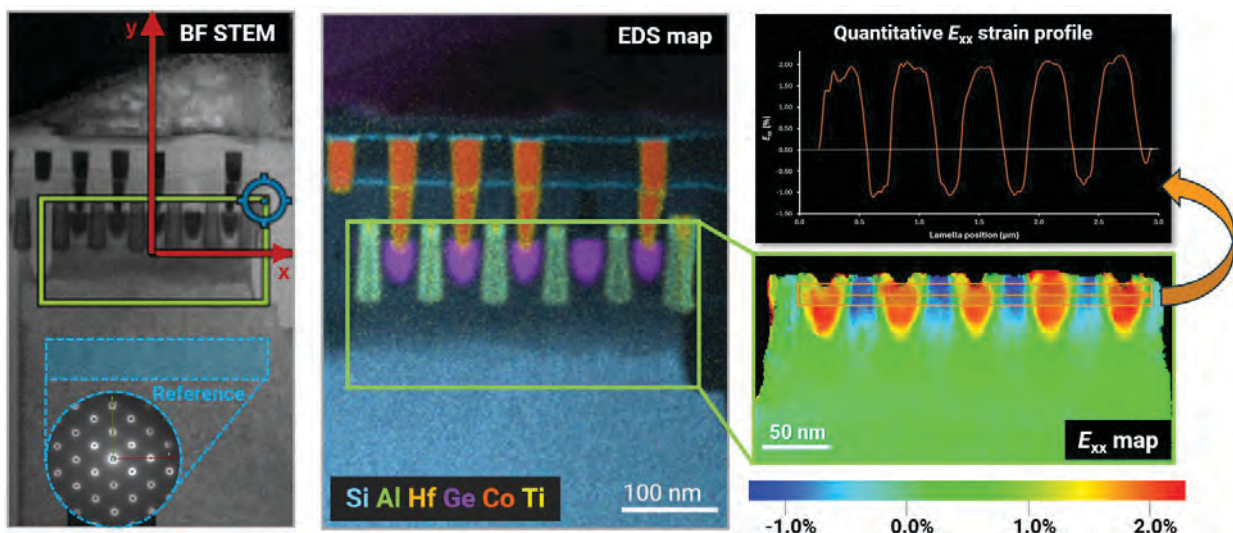 y
BF STEM
x
Reference
EDS map
Si Al Hf Ge Co Ti
100 nm
Quantitative Exx strain profile
Exx [%]
2.00
1.50
1.00
0.50
0.00
-0.50
-1.00
-1.50
0.0 0.5 1.0 1.5 2.0 2.5 3.0
Lamella position (µm)
50 nm
Exx map
-1.0% 0.0% 1.0% 2.0%